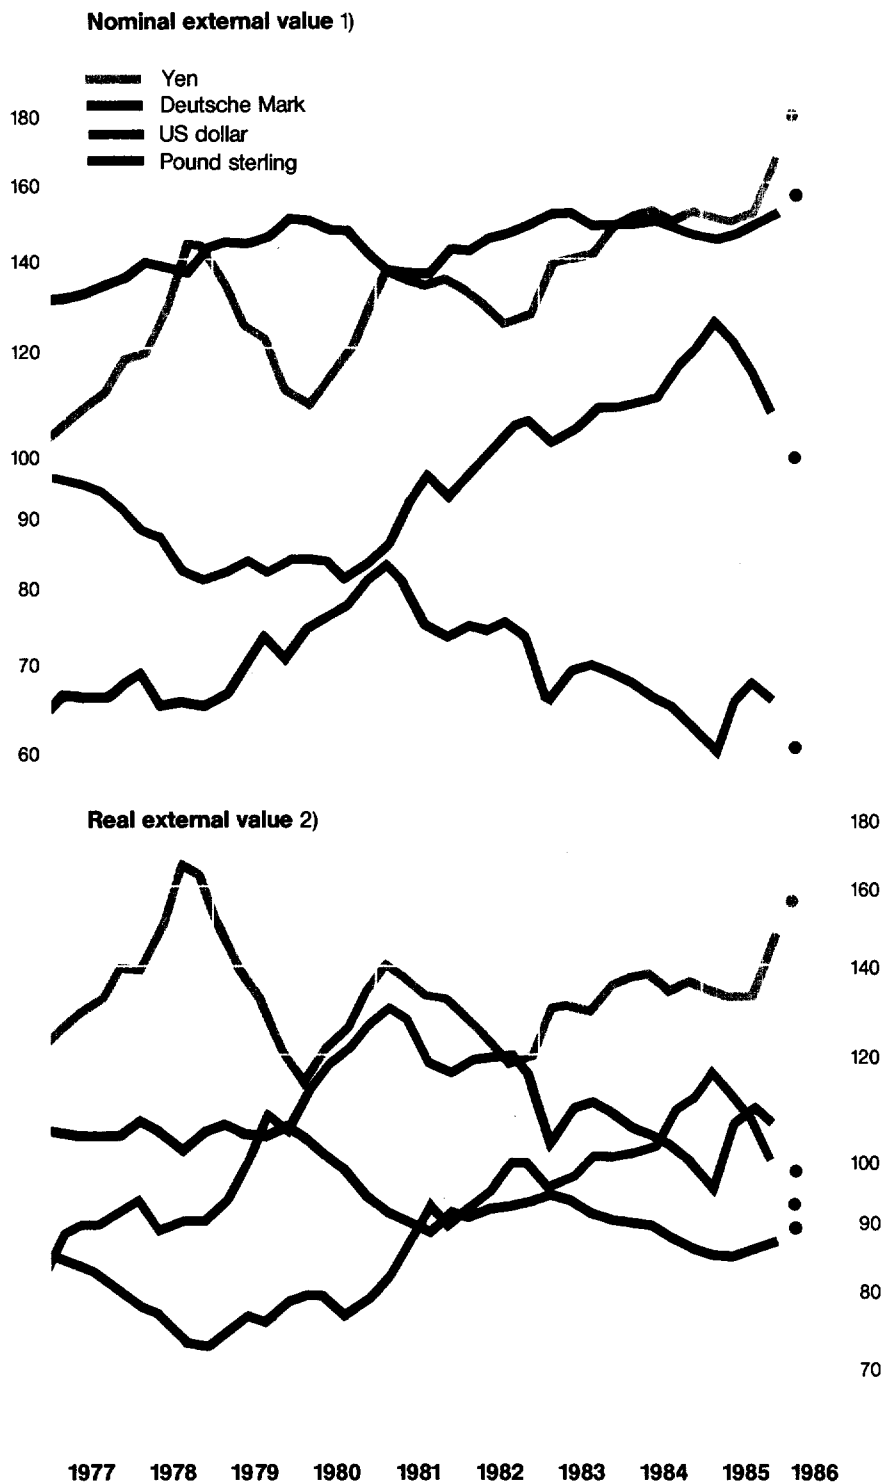 Nominal external value 1)
Yen
Deutsche Mark
US dollar
Pound sterling
180
160
140
120
100
90
80
70
60
Real external value 2)
180
160
140
120
100
90
80
70
1977 1978 1979 1980 1981 1982 1983 1984 1985 1986